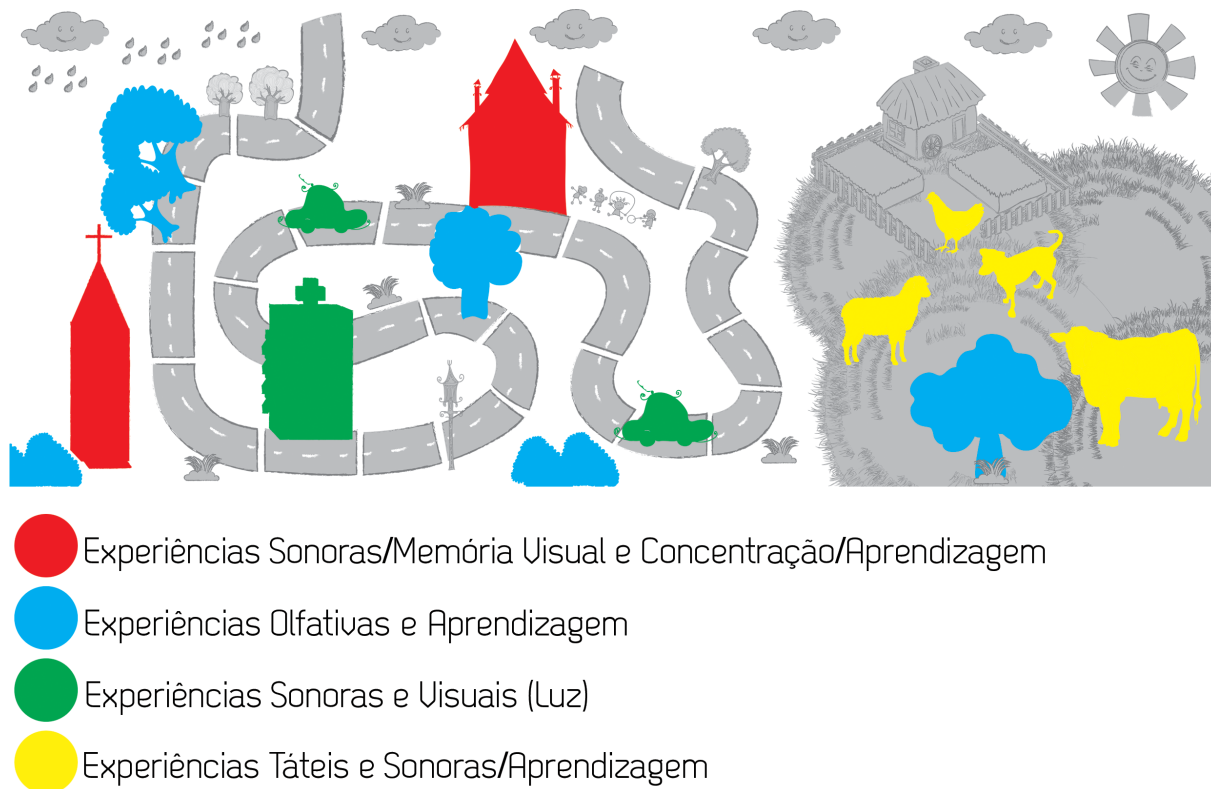 Experiências Sonoras/Memória Visual e Concentração/Aprendizagem
Experiências Olfativas e Aprendizagem
Experiências Sonoras e Visuais (Luz)
Experiências Táteis e Sonoras/Aprendizagem